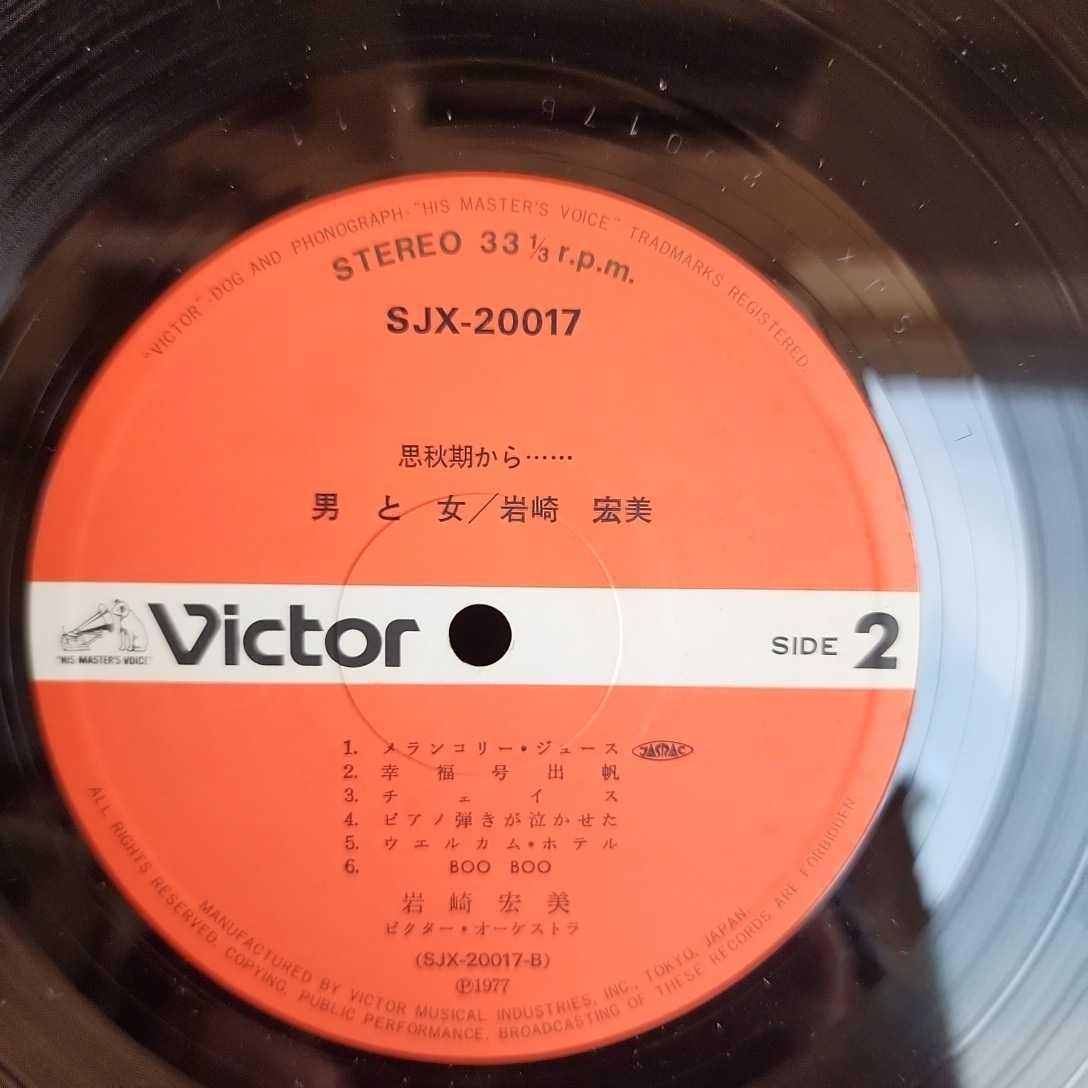 "VICTOR"-DOG AND PHONOGRAPH-"HIS MASTER'S VOICE" TRADMARKS REGISTERED.
STEREO 33 1/3 r.p.m.
SJX-20017
思秋期から……
男と女／岩崎 宏美
"HIS MASTER'S VOICE"
Victor
SIDE 2
1. メランコリー・ジュース JASRAC
2. 幸福号出帆
3. チェイス
4. ピアノ弾きが泣かせた
5. ウエルカム・ホテル
6. BOO BOO
岩崎宏美
ビクター・オーケストラ
(SJX-20017-B)
Ⓟ1977
MANUFACTURED BY VICTOR MUSICAL INDUSTRIES, INC., TOKYO, JAPAN.
ALL RIGHTS RESERVED. COPYING, PUBLIC PERFORMANCE, BROADCASTING OF THESE RECORDS ARE FORBIDDEN